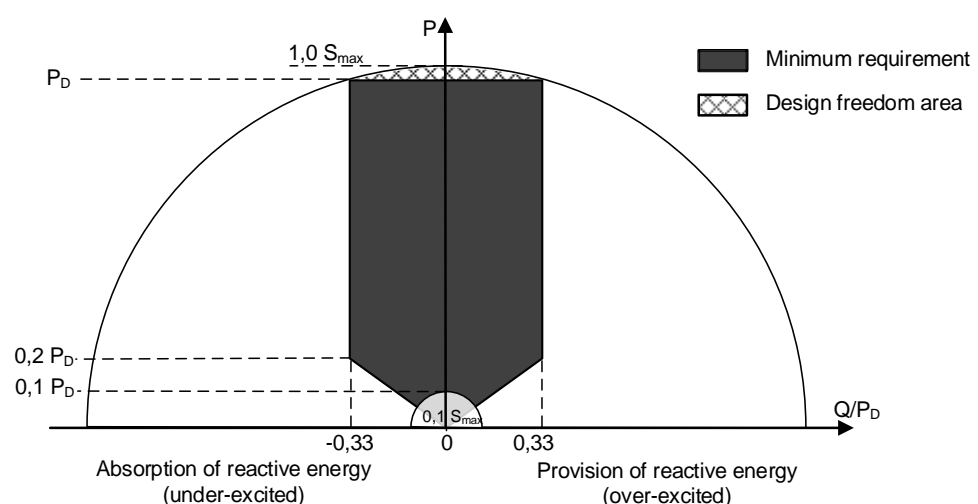 P
1,0 Smax
PD
Minimum requirement
Design freedom area
0,2 PD
0,1 PD
0,1 Smax
Q/PD
-0,33
0
0,33
Absorption of reactive energy
(under-excited)
Provision of reactive energy
(over-excited)